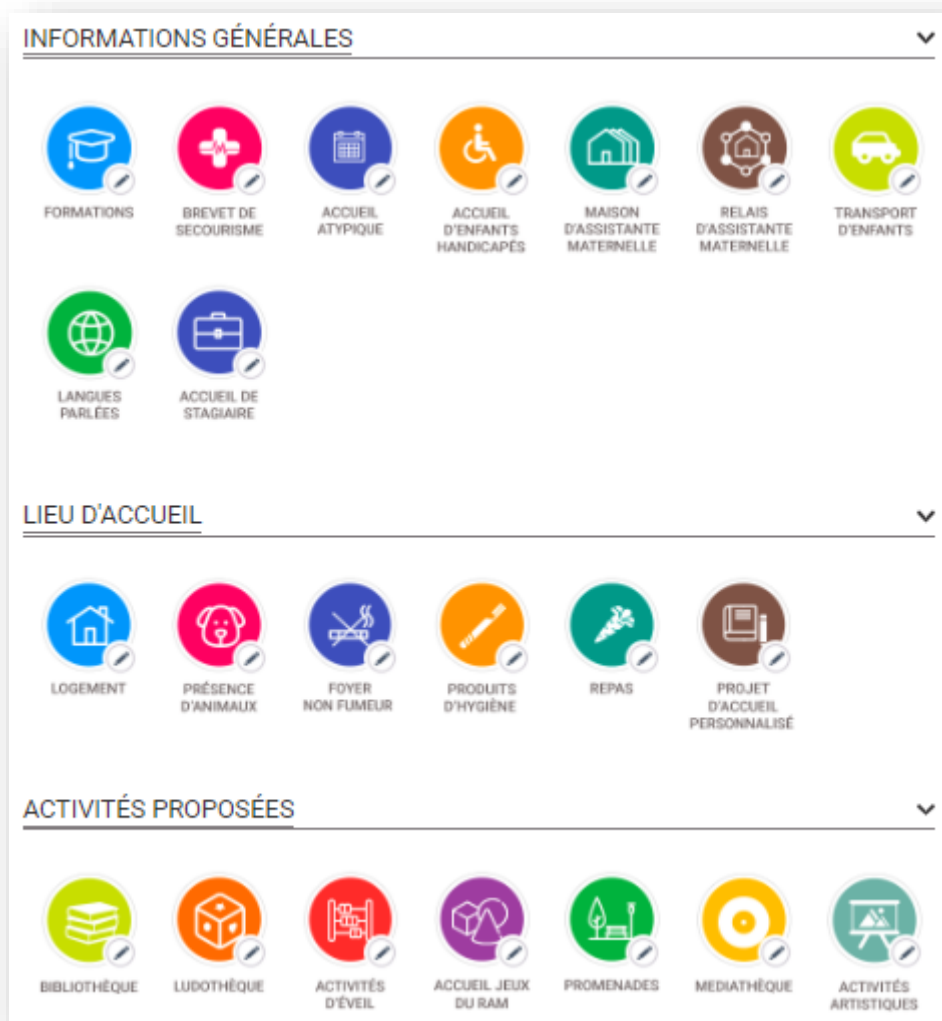 INFORMATIONS GÉNÉRALES
FORMATIONS
BREVET DE
SECOURISME
ACCUEIL
ATYPIQUE
ACCUEIL
D'ENFANTS
HANDICAPÉS
MAISON
D'ASSISTANTE
MATERNELLE
RELAIS
D'ASSISTANTE
MATERNELLE
TRANSPORT
D'ENFANTS
LANGUES
PARLÉES
ACCUEIL DE
STAGIAIRE
LIEU D'ACCUEIL
LOGEMENT
PRÉSENCE
D'ANIMAUX
FOYER
NON FUMEUR
PRODUITS
D'HYGIÈNE
REPAS
PROJET
D'ACCUEIL
PERSONNALISÉ
ACTIVITÉS PROPOSÉES
BIBLIOTHÈQUE
LUDOTHÈQUE
ACTIVITÉS
D'ÉVEIL
ACCUEIL JEUX
DU RAM
PROMENADES
MEDIATHÈQUE
ACTIVITÉS
ARTISTIQUES